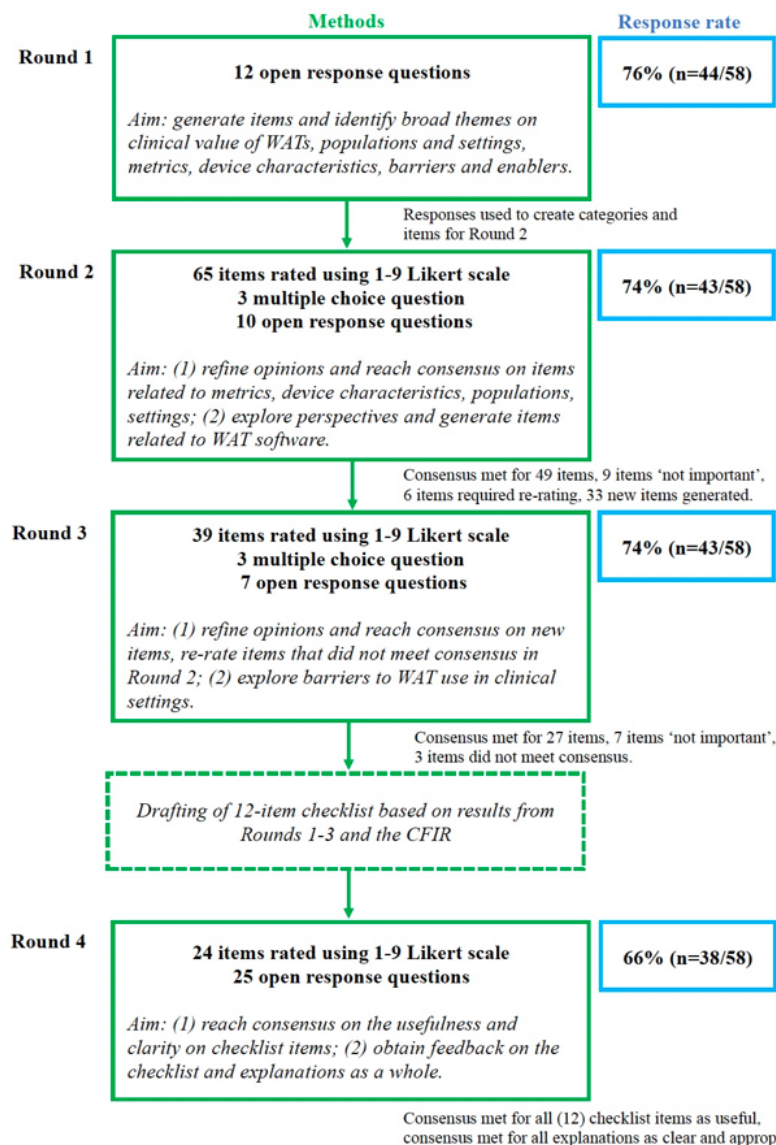 Methods
Response rate
Round 1
12 open response questions
Aim: generate items and identify broad themes on
clinical value of WATs, populations and settings,
metrics, device characteristics, barriers and enablers.
76% (n=44/58)
Responses used to create categories and
items for Round 2
Round 2
65 items rated using 1-9 Likert scale
3 multiple choice question
10 open response questions
Aim: (1) refine opinions and reach consensus on items
related to metrics, device characteristics, populations,
settings; (2) explore perspectives and generate items
related to WAT software.
74% (n=43/58)
Consensus met for 49 items, 9 items ‘not important’,
6 items required re-rating, 33 new items generated.
Round 3
39 items rated using 1-9 Likert scale
3 multiple choice question
7 open response questions
Aim: (1) refine opinions and reach consensus on new
items, re-rate items that did not meet consensus in
Round 2; (2) explore barriers to WAT use in clinical
settings.
74% (n=43/58)
Consensus met for 27 items, 7 items ‘not important’,
3 items did not meet consensus.
Drafting of 12-item checklist based on results from
Rounds 1-3 and the CFIR
Round 4
24 items rated using 1-9 Likert scale
25 open response questions
Aim: (1) reach consensus on the usefulness and
clarity on checklist items; (2) obtain feedback on the
checklist and explanations as a whole.
66% (n=38/58)
Consensus met for all (12) checklist items as useful,
consensus met for all explanations as clear and approp